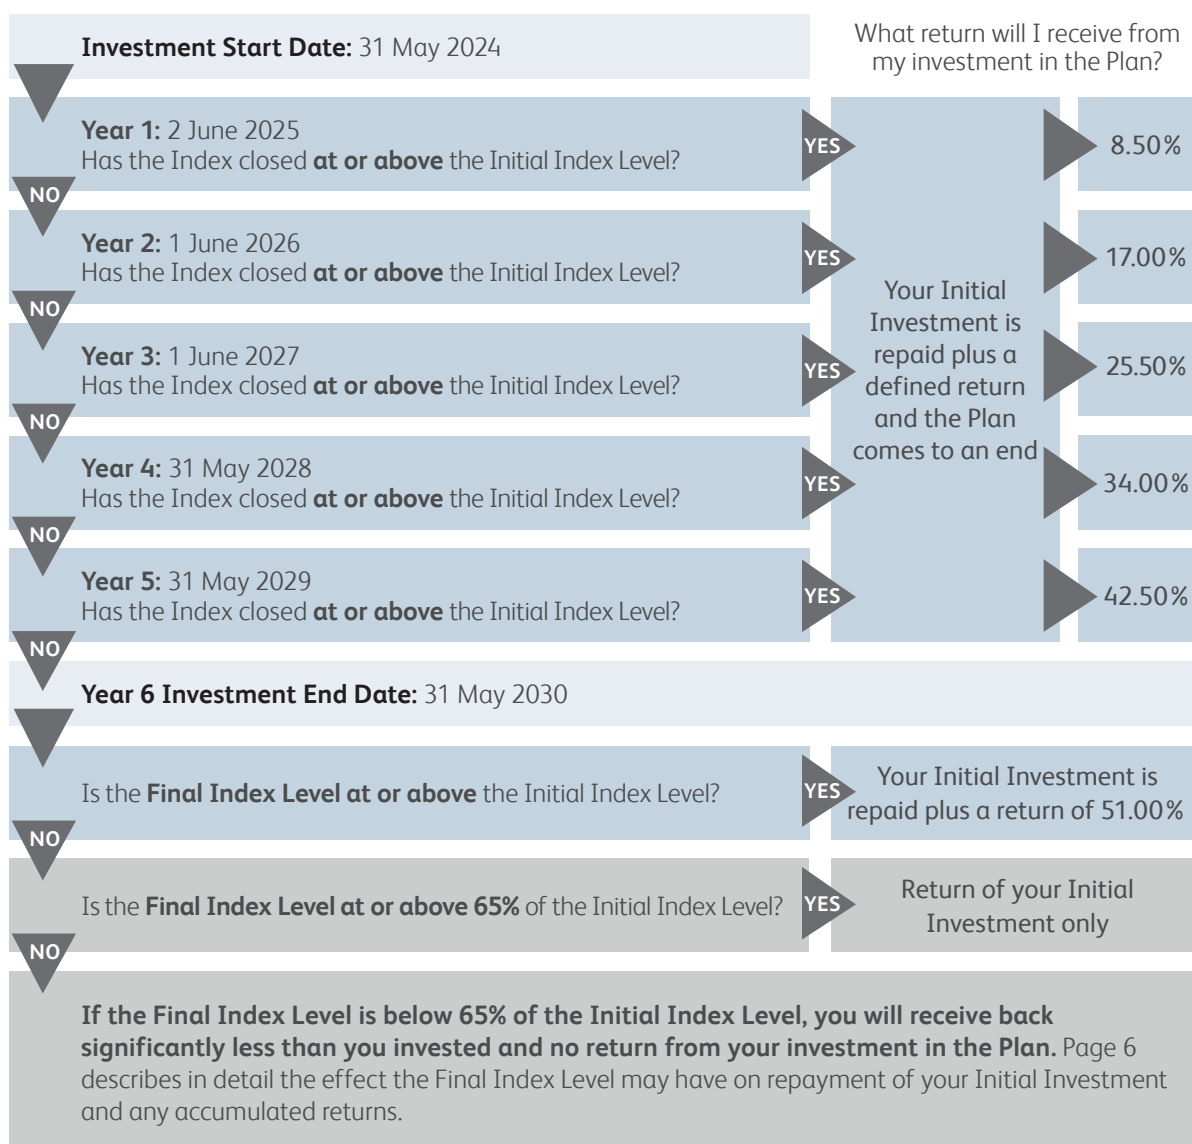 Investment Start Date: 31 May 2024
What return will I receive from
my investment in the Plan?
Year 1: 2 June 2025
Has the Index closed at or above the Initial Index Level?
YES
8.50%
NO
Year 2: 1 June 2026
Has the Index closed at or above the Initial Index Level?
YES
17.00%
NO
Year 3: 1 June 2027
Has the Index closed at or above the Initial Index Level?
YES
25.50%
NO
Year 4: 31 May 2028
Has the Index closed at or above the Initial Index Level?
YES
34.00%
NO
Year 5: 31 May 2029
Has the Index closed at or above the Initial Index Level?
YES
42.50%
Your Initial
Investment is
repaid plus a
defined return
and the Plan
comes to an end
NO
Year 6 Investment End Date: 31 May 2030
Is the Final Index Level at or above the Initial Index Level?
YES
Your Initial Investment is
repaid plus a return of 51.00%
NO
Is the Final Index Level at or above 65% of the Initial Index Level?
YES
Return of your Initial
Investment only
NO
If the Final Index Level is below 65% of the Initial Index Level, you will receive back
significantly less than you invested and no return from your investment in the Plan. Page 6
describes in detail the effect the Final Index Level may have on repayment of your Initial Investment
and any accumulated returns.